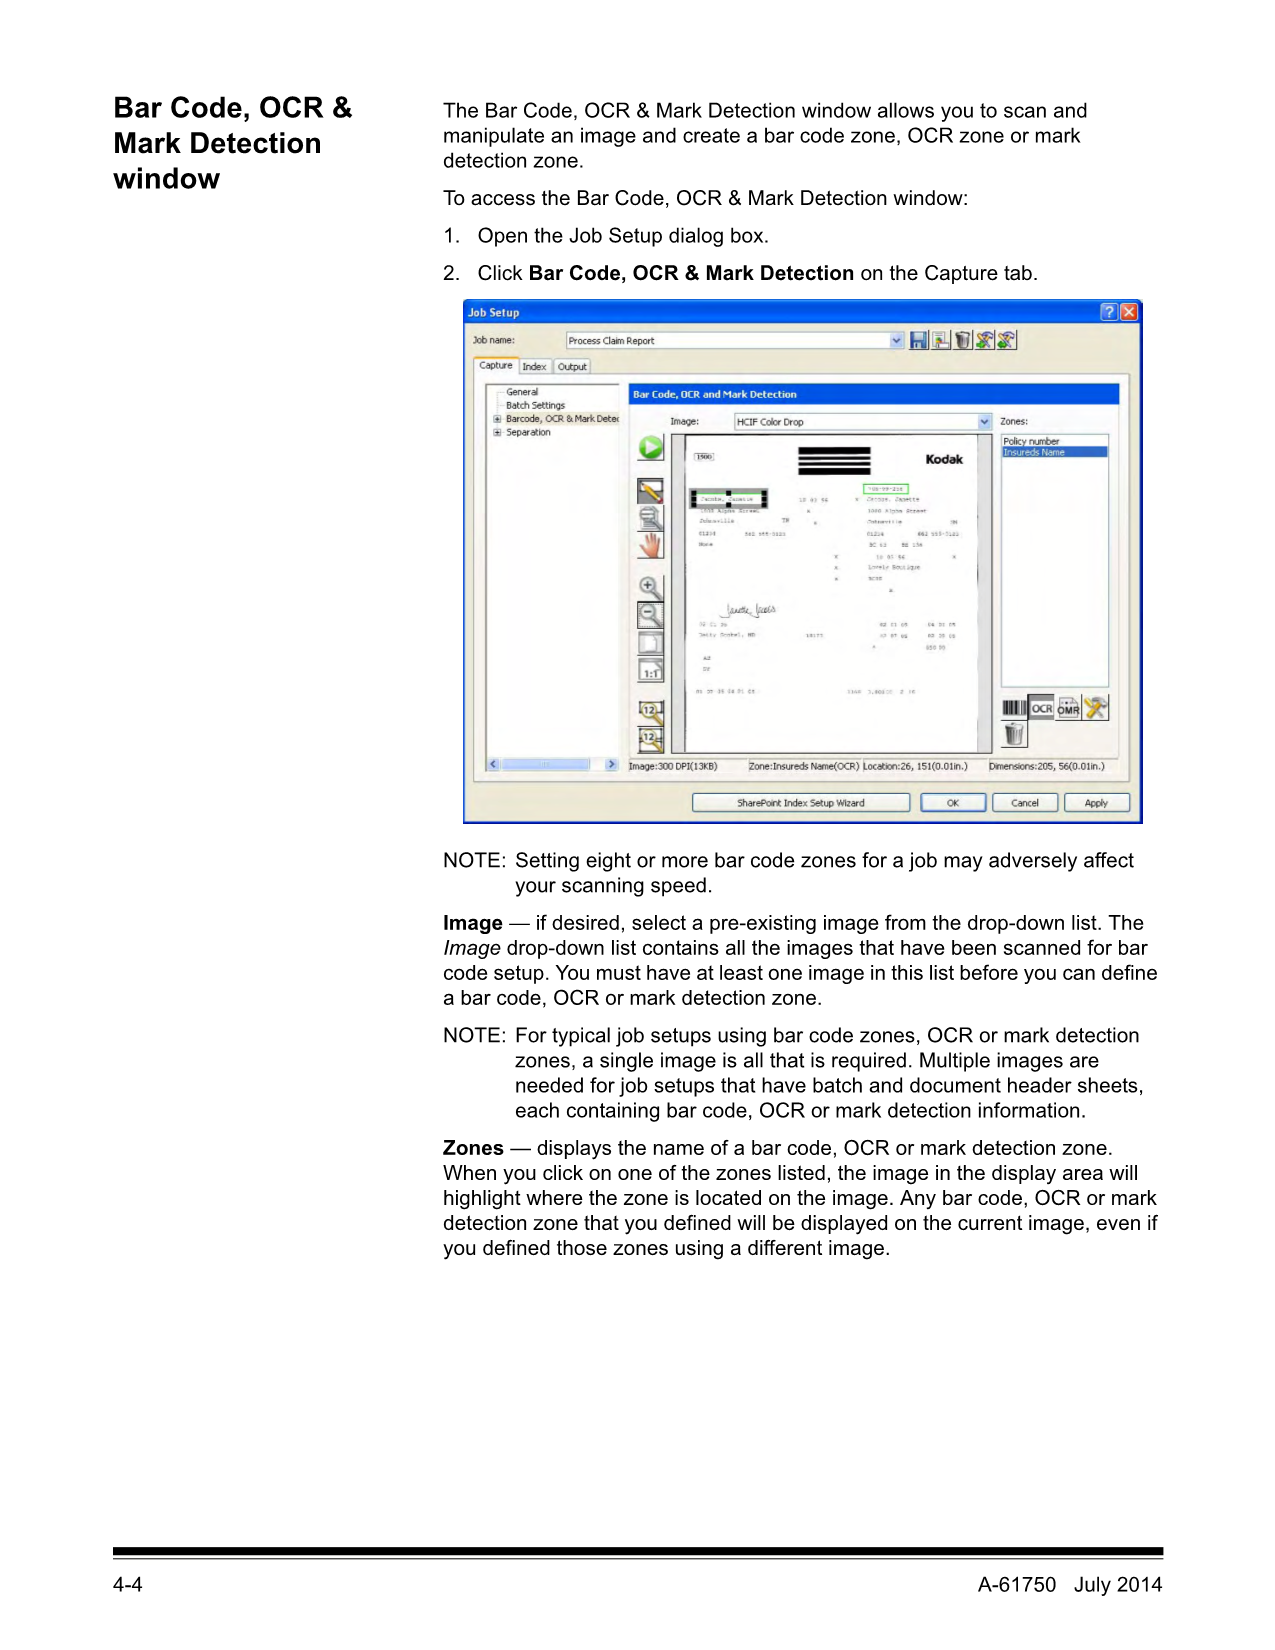 Bar Code, OCR &
Mark Detection
window
The Bar Code, OCR & Mark Detection window allows you to scan and
manipulate an image and create a bar code zone, OCR zone or mark
detection zone.
To access the Bar Code, OCR & Mark Detection window:
1. Open the Job Setup dialog box.
2. Click Bar Code, OCR & Mark Detection on the Capture tab.
Job Setup
Job name: Process Claim Report
Capture Index Output
General
Batch Settings
Barcode, OCR & Mark Detec
Separation
Bar Code, OCR and Mark Detection
Image: HCIF Color Drop
Zones:
Policy number
Insureds Name
1500
Kodak
1000 Alpha Street
Johnsville
None
Lovely Boutique
1:1
12
12
OCR
OMR
Image:300 DPI(13KB) Zone:Insureds Name(OCR) Location:26, 151(0.01in.) Dimensions:205, 56(0.01in.)
SharePoint Index Setup Wizard OK Cancel Apply
NOTE: Setting eight or more bar code zones for a job may adversely affect
your scanning speed.
Image — if desired, select a pre-existing image from the drop-down list. The
Image drop-down list contains all the images that have been scanned for bar
code setup. You must have at least one image in this list before you can define
a bar code, OCR or mark detection zone.
NOTE: For typical job setups using bar code zones, OCR or mark detection
zones, a single image is all that is required. Multiple images are
needed for job setups that have batch and document header sheets,
each containing bar code, OCR or mark detection information.
Zones — displays the name of a bar code, OCR or mark detection zone.
When you click on one of the zones listed, the image in the display area will
highlight where the zone is located on the image. Any bar code, OCR or mark
detection zone that you defined will be displayed on the current image, even if
you defined those zones using a different image.
4-4
A-61750 July 2014